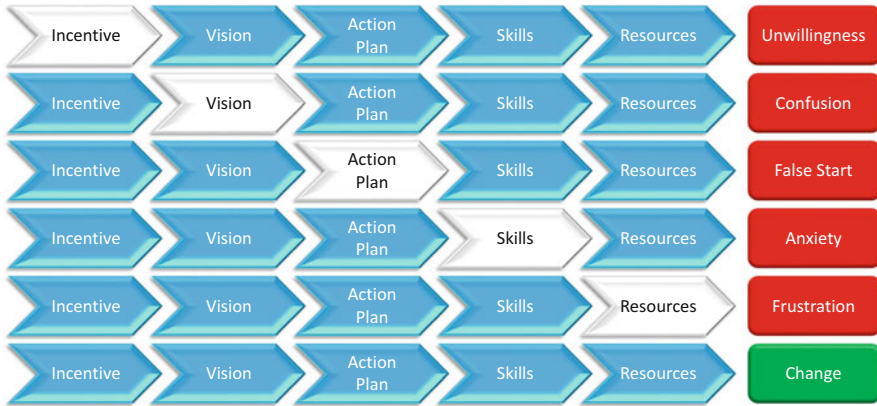 Incentive Vision Action Plan Skills Resources Unwillingness
Incentive Vision Action Plan Skills Resources Confusion
Incentive Vision Action Plan Skills Resources False Start
Incentive Vision Action Plan Skills Resources Anxiety
Incentive Vision Action Plan Skills Resources Frustration
Incentive Vision Action Plan Skills Resources Change